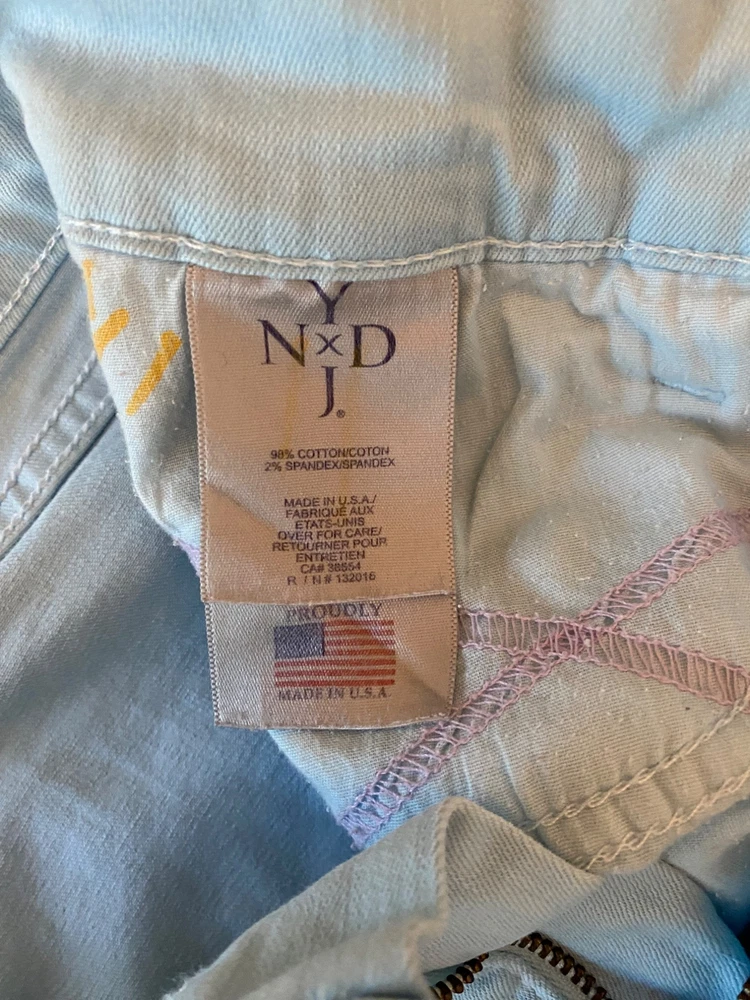 Y
N X D
J®
98% COTTON/COTON
2% SPANDEX/SPANDEX
MADE IN U.S.A./
FABRIQUÉ AUX
ETATS-UNIS
OVER FOR CARE/
RETOURNER POUR
ENTRETIEN
CA# 38554
R / N # 132016
PROUDLY
MADE IN U.S.A